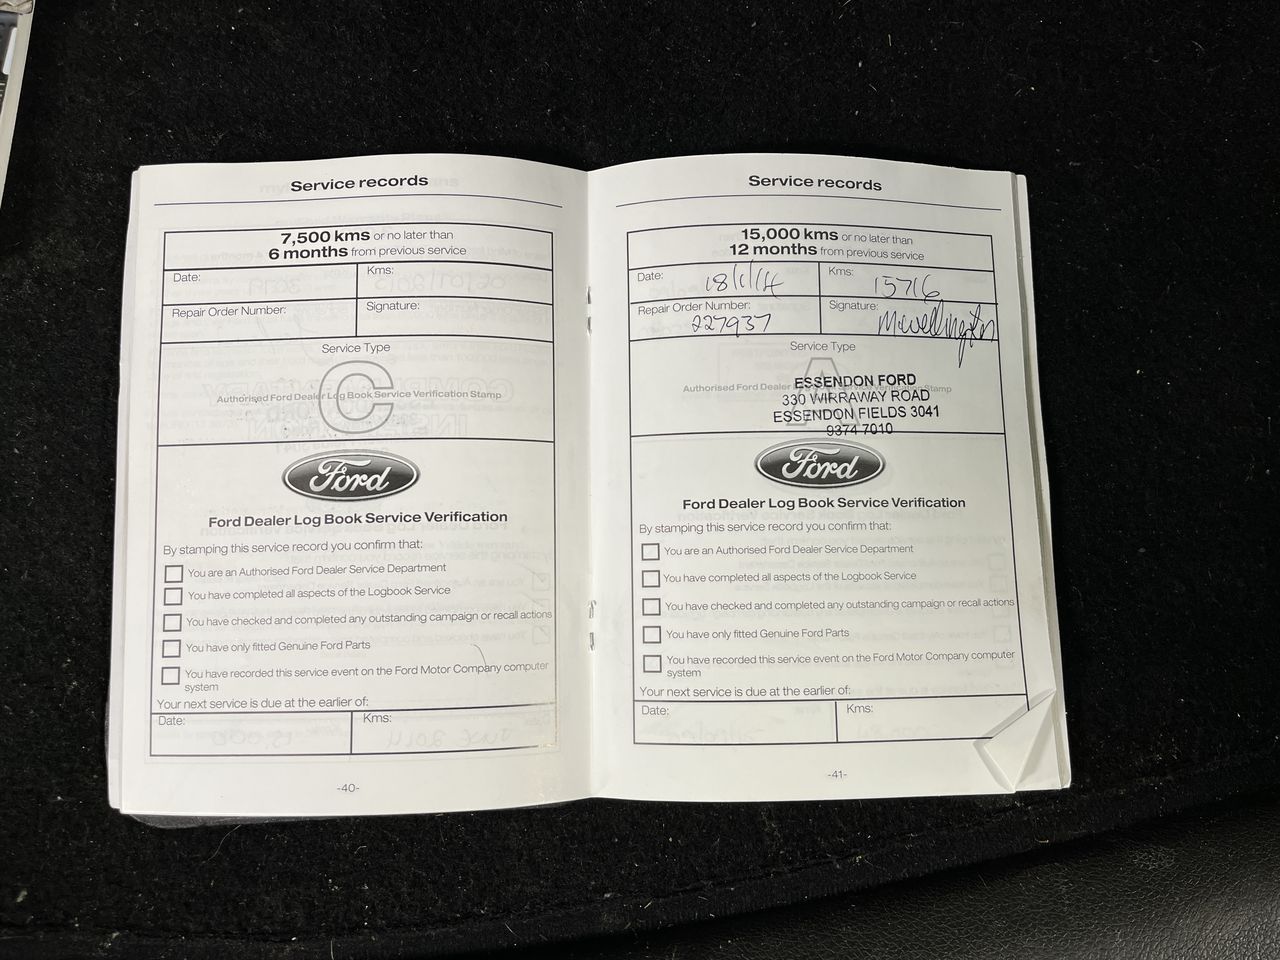 Service records
7,500 kms or no later than
6 months from previous service
Date:
Kms:
Repair Order Number:
Signature:
Service Type
C
Authorised Ford Dealer Log Book Service Verification Stamp
Ford
Ford Dealer Log Book Service Verification
By stamping this service record you confirm that:
You are an Authorised Ford Dealer Service Department
You have completed all aspects of the Logbook Service
You have checked and completed any outstanding campaign or recall actions
You have only fitted Genuine Ford Parts
You have recorded this service event on the Ford Motor Company computer
system
Your next service is due at the earlier of:
Date:
Kms:
-40-
Service records
15,000 kms or no later than
12 months from previous service
Date: 18/1/14
Kms: 15716
Repair Order Number:
227937
Signature:
Service Type
A
Authorised Ford Dealer Stamp
ESSENDON FORD
330 WIRRAWAY ROAD
ESSENDON FIELDS 3041
9374 7010
Ford
Ford Dealer Log Book Service Verification
By stamping this service record you confirm that:
You are an Authorised Ford Dealer Service Department
You have completed all aspects of the Logbook Service
You have checked and completed any outstanding campaign or recall actions
You have only fitted Genuine Ford Parts
You have recorded this service event on the Ford Motor Company computer
system
Your next service is due at the earlier of:
Date:
Kms:
-41-